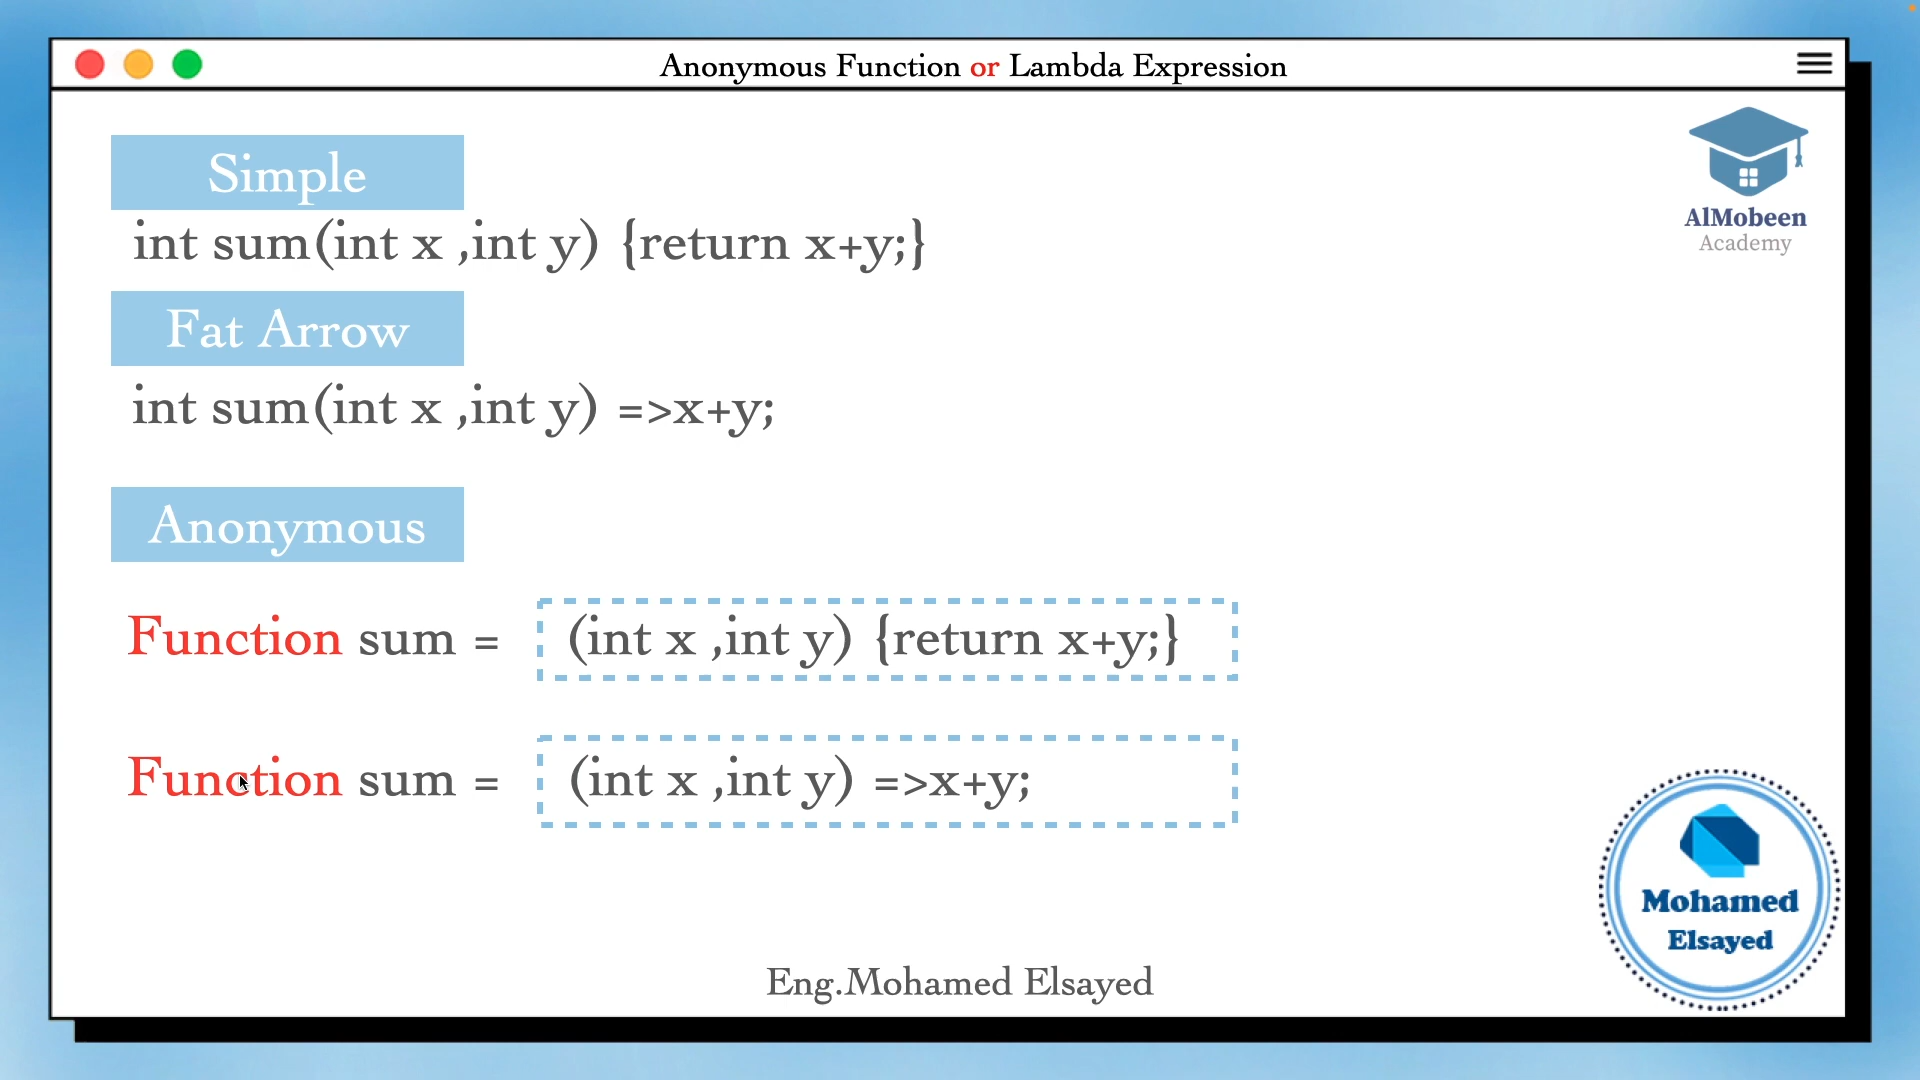 Anonymous Function or Lambda Expression
AlMobeen
Academy
Simple
int sum(int x ,int y) {return x+y;}
Fat Arrow
int sum(int x ,int y) =>x+y;
Anonymous
Function sum = (int x ,int y) {return x+y;}
Function sum = (int x ,int y) =>x+y;
Mohamed
Elsayed
Eng.Mohamed Elsayed